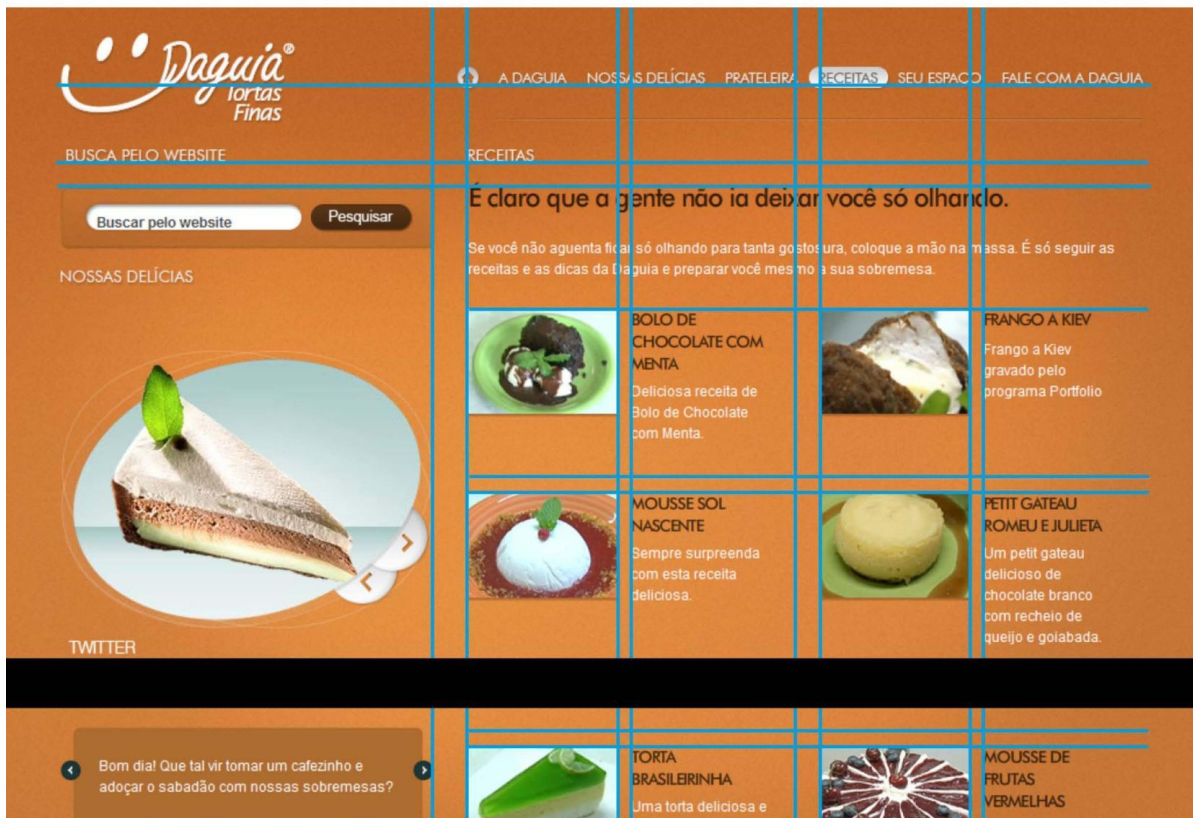 Daguia®
Tortas
Finas
A DAGUIA NOSSAS DELÍCIAS PRATELEIRA RECEITAS SEU ESPAÇO FALE COM A DAGUIA
BUSCA PELO WEBSITE
Buscar pelo website Pesquisar
NOSSAS DELÍCIAS
TWITTER
Bom dia! Que tal vir tomar um cafezinho e
adoçar o sabadão com nossas sobremesas?
RECEITAS
É claro que a gente não ia deixar você só olhando.
Se você não aguenta ficar só olhando para tanta gostosura, coloque a mão na massa. É só seguir as
receitas e as dicas da Daguia e preparar você mesmo a sua sobremesa.
BOLO DE
CHOCOLATE COM
MENTA
Deliciosa receita de
Bolo de Chocolate
com Menta.
FRANGO A KIEV
Frango a Kiev
gravado pelo
programa Portfolio
MOUSSE SOL
NASCENTE
Sempre surpreenda
com esta receita
deliciosa.
PETIT GATEAU
ROMEU E JULIETA
Um petit gateau
delicioso de
chocolate branco
com recheio de
queijo e goiabada.
TORTA
BRASILEIRINHA
Uma torta deliciosa e
MOUSSE DE
FRUTAS
VERMELHAS